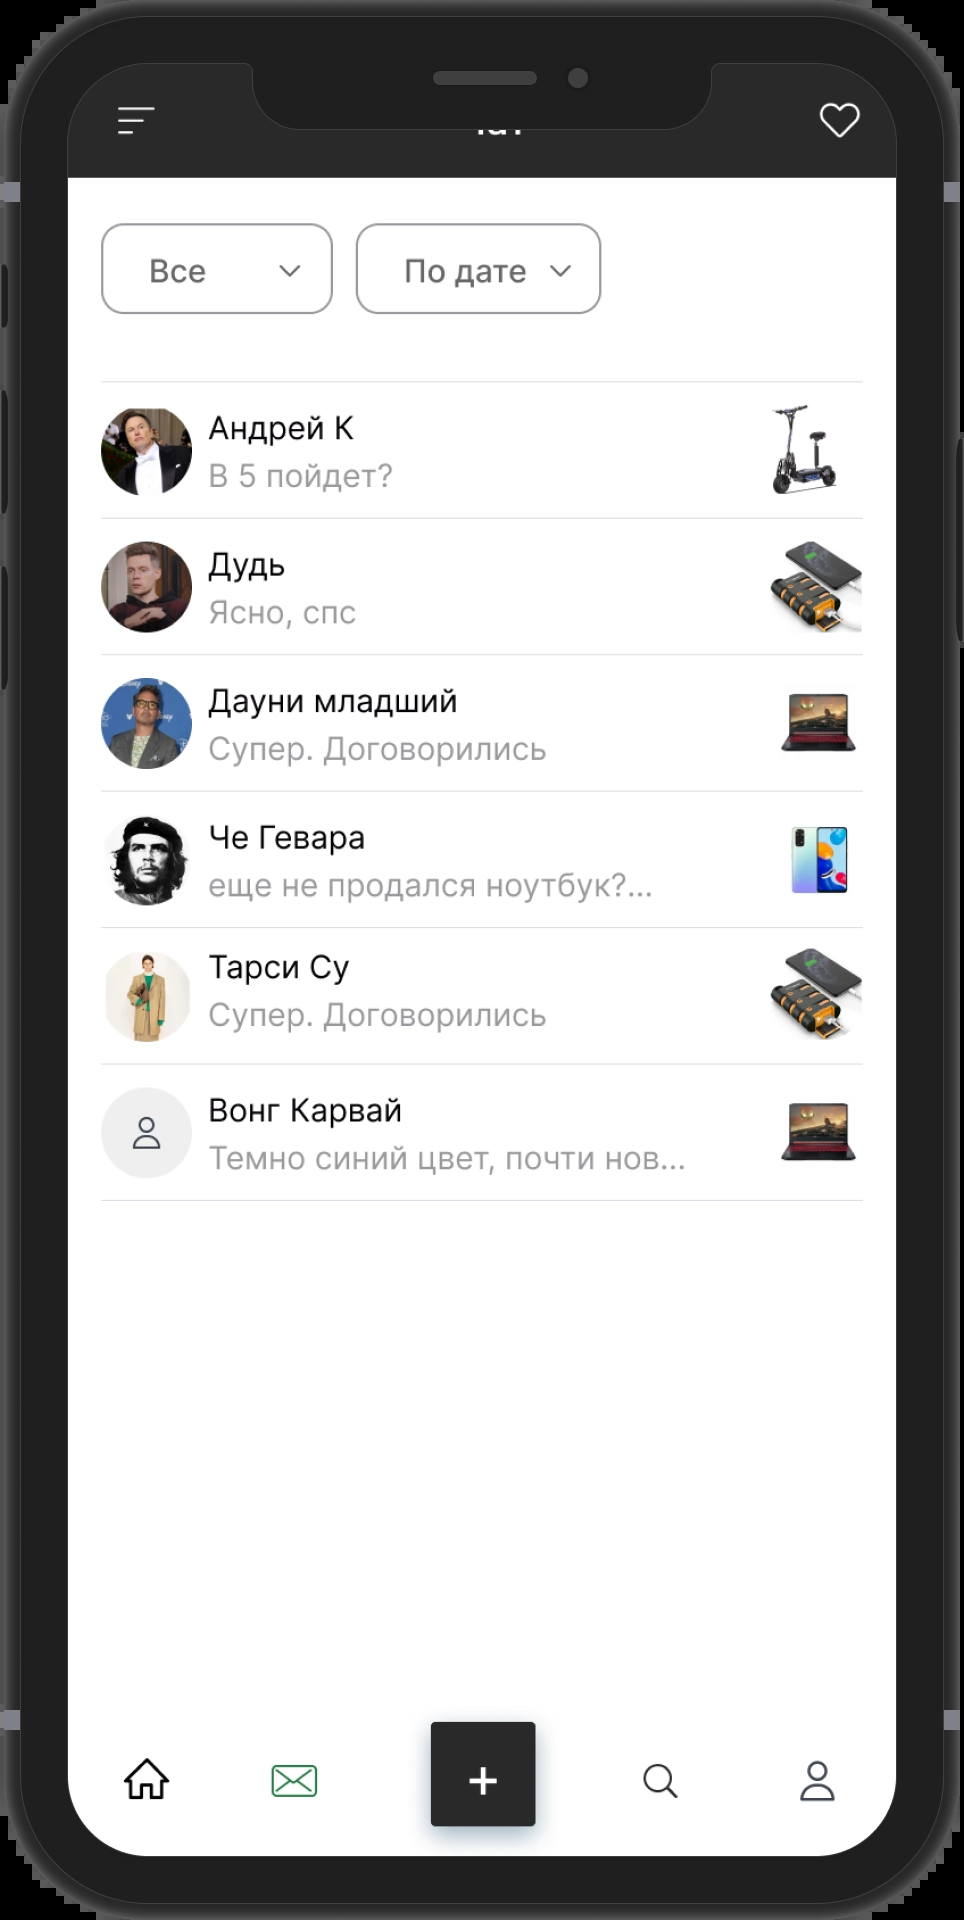 Все
По дате
Андрей К
В 5 пойдет?
Дудь
Ясно, спс
Дауни младший
Супер. Договорились
Че Гевара
еще не продался ноутбук?...
Тарси Су
Супер. Договорились
Вонг Карвай
Темно синий цвет, почти нов...